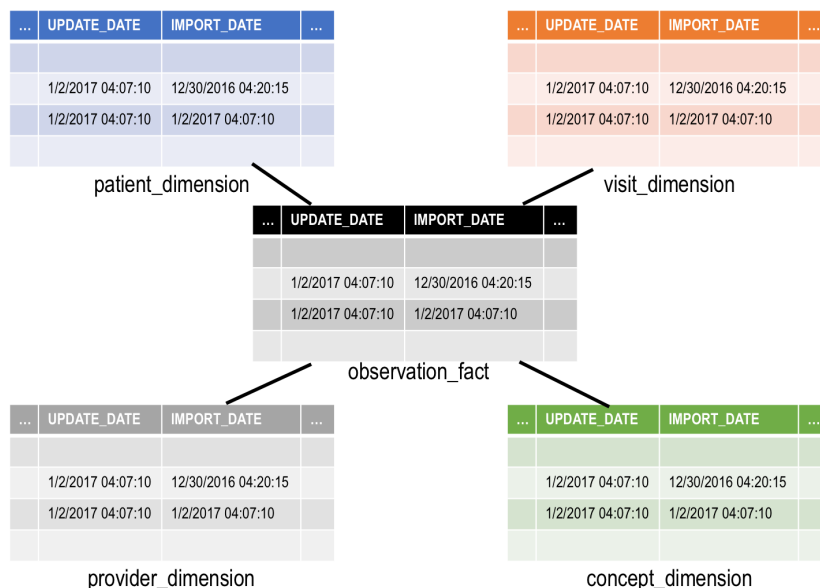 ... UPDATE_DATE IMPORT_DATE ...
1/2/2017 04:07:10 12/30/2016 04:20:15
1/2/2017 04:07:10 1/2/2017 04:07:10
patient_dimension
... UPDATE_DATE IMPORT_DATE ...
1/2/2017 04:07:10 12/30/2016 04:20:15
1/2/2017 04:07:10 1/2/2017 04:07:10
visit_dimension
... UPDATE_DATE IMPORT_DATE ...
1/2/2017 04:07:10 12/30/2016 04:20:15
1/2/2017 04:07:10 1/2/2017 04:07:10
observation_fact
... UPDATE_DATE IMPORT_DATE ...
1/2/2017 04:07:10 12/30/2016 04:20:15
1/2/2017 04:07:10 1/2/2017 04:07:10
provider_dimension
... UPDATE_DATE IMPORT_DATE ...
1/2/2017 04:07:10 12/30/2016 04:20:15
1/2/2017 04:07:10 1/2/2017 04:07:10
concept_dimension